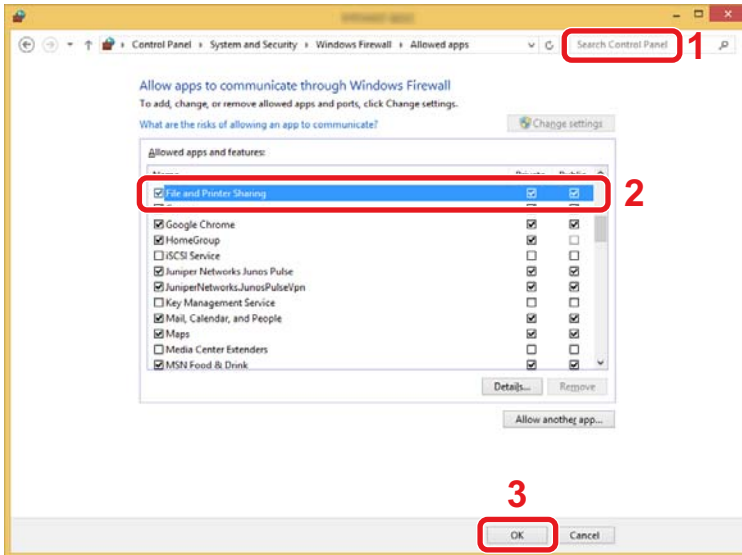 Control Panel › System and Security › Windows Firewall › Allowed apps
Search Control Panel
1
Allow apps to communicate through Windows Firewall
To add, change, or remove allowed apps and ports, click Change settings.
What are the risks of allowing an app to communicate?
Change settings
Allowed apps and features:
Name Private Public
File and Printer Sharing
2
Google Chrome
HomeGroup
iSCSI Service
Juniper Networks Junos Pulse
JuniperNetworks.JunosPulseVpn
Key Management Service
Mail, Calendar, and People
Maps
Media Center Extenders
MSN Food & Drink
Details...
Remove
Allow another app...
3
OK
Cancel